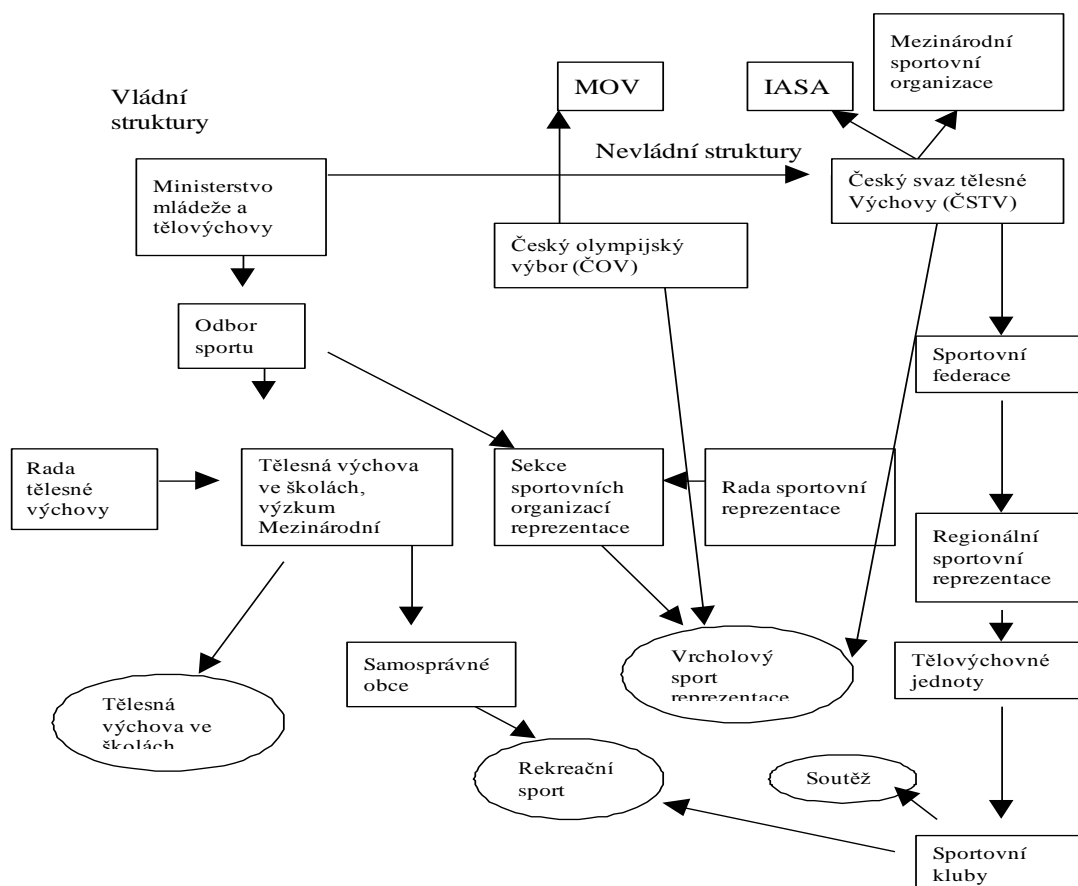 Mezinárodní
sportovní
organizace
MOV
IASA
Vládní
struktury
Nevládní struktury
Ministerstvo
mládeže a
tělovýchovy
Český svaz tělesné
Výchovy (ČSTV)
Český olympijský
výbor (ČOV)
Odbor
sportu
Sportovní
federace
Rada
tělesné
výchovy
Tělesná výchova
ve školách,
výzkum
Mezinárodní
Sekce
sportovních
organizací
reprezentace
Rada sportovní
reprezentace
Regionální
sportovní
reprezentace
Samosprávné
obce
Vrcholový
sport
reprezentace
Tělovýchovné
jednoty
Tělesná
výchova ve
školách
Rekreační
sport
Soutěž
Sportovní
kluby